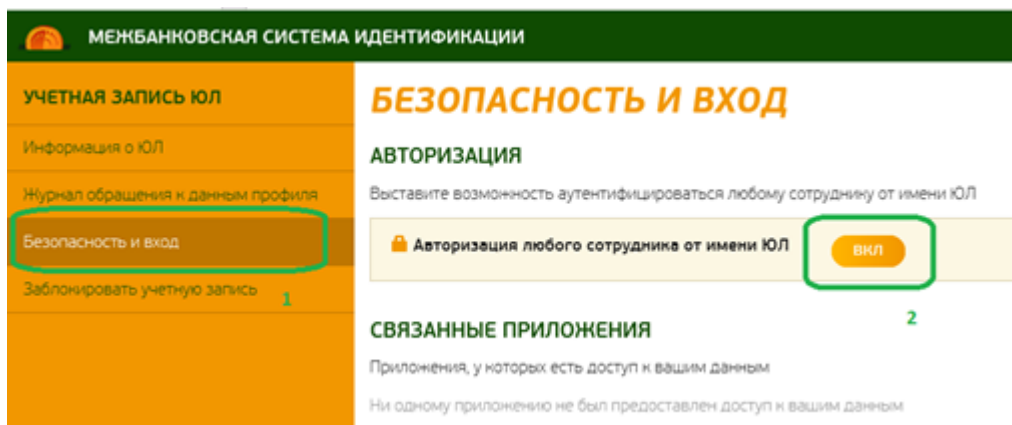 МЕЖБАНКОВСКАЯ СИСТЕМА ИДЕНТИФИКАЦИИ
УЧЕТНАЯ ЗАПИСЬ ЮЛ
Информация о ЮЛ
Журнал обращения к данным профиля
Безопасность и вход
Заблокировать учетную запись
1
БЕЗОПАСНОСТЬ И ВХОД
АВТОРИЗАЦИЯ
Выставите возможность аутентифицироваться любому сотруднику от имени ЮЛ
Авторизация любого сотрудника от имени ЮЛ ВКЛ
2
СВЯЗАННЫЕ ПРИЛОЖЕНИЯ
Приложения, у которых есть доступ к вашим данным
Ни одному приложению не был предоставлен доступ к вашим данным